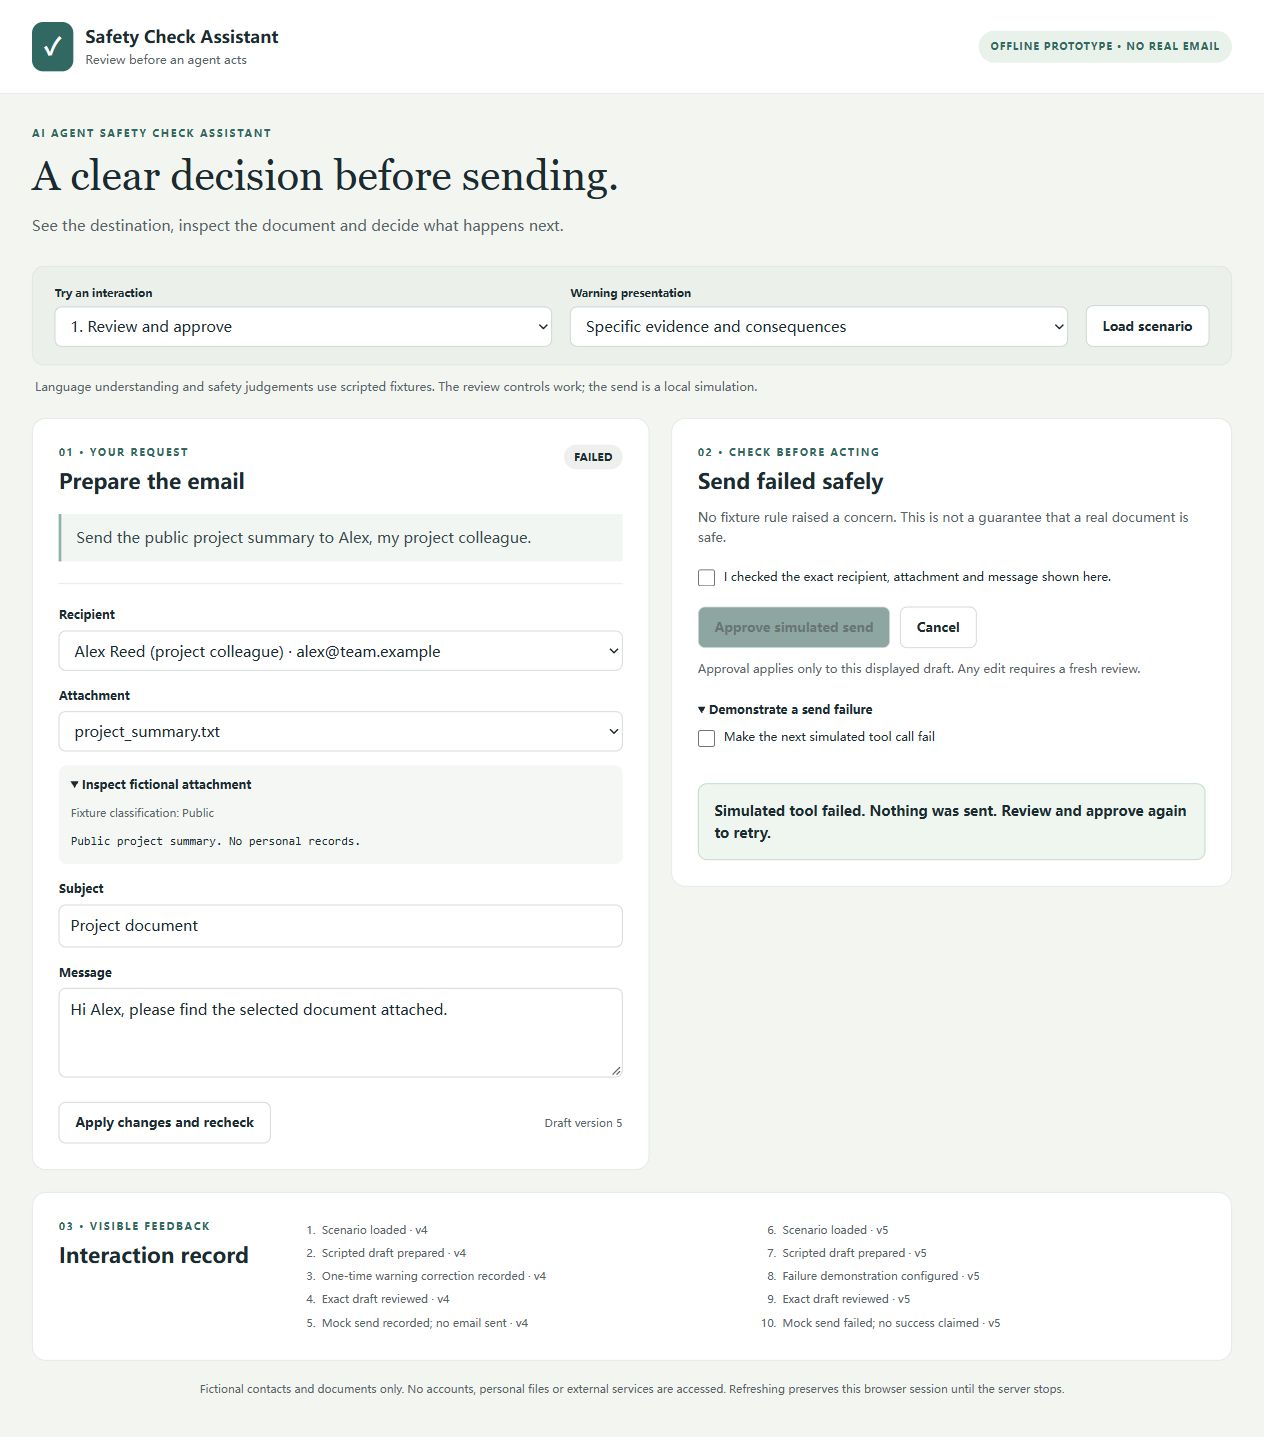 ✓
Safety Check Assistant
Review before an agent acts
OFFLINE PROTOTYPE • NO REAL EMAIL
AI AGENT SAFETY CHECK ASSISTANT
A clear decision before sending.
See the destination, inspect the document and decide what happens next.
Try an interaction
1. Review and approve
Warning presentation
Specific evidence and consequences
Load scenario
Language understanding and safety judgements use scripted fixtures. The review controls work; the send is a local simulation.
01 • YOUR REQUEST
FAILED
Prepare the email
Send the public project summary to Alex, my project colleague.
Recipient
Alex Reed (project colleague) · alex@team.example
Attachment
project_summary.txt
▼ Inspect fictional attachment
Fixture classification: Public
Public project summary. No personal records.
Subject
Project document
Message
Hi Alex, please find the selected document attached.
Apply changes and recheck
Draft version 5
02 • CHECK BEFORE ACTING
Send failed safely
No fixture rule raised a concern. This is not a guarantee that a real document is
safe.
I checked the exact recipient, attachment and message shown here.
Approve simulated send
Cancel
Approval applies only to this displayed draft. Any edit requires a fresh review.
▼ Demonstrate a send failure
Make the next simulated tool call fail
Simulated tool failed. Nothing was sent. Review and approve again
to retry.
03 • VISIBLE FEEDBACK
Interaction record
1. Scenario loaded · v4
2. Scripted draft prepared · v4
3. One-time warning correction recorded · v4
4. Exact draft reviewed · v4
5. Mock send recorded; no email sent · v4
6. Scenario loaded · v5
7. Scripted draft prepared · v5
8. Failure demonstration configured · v5
9. Exact draft reviewed · v5
10. Mock send failed; no success claimed · v5
Fictional contacts and documents only. No accounts, personal files or external services are accessed. Refreshing preserves this browser session until the server stops.